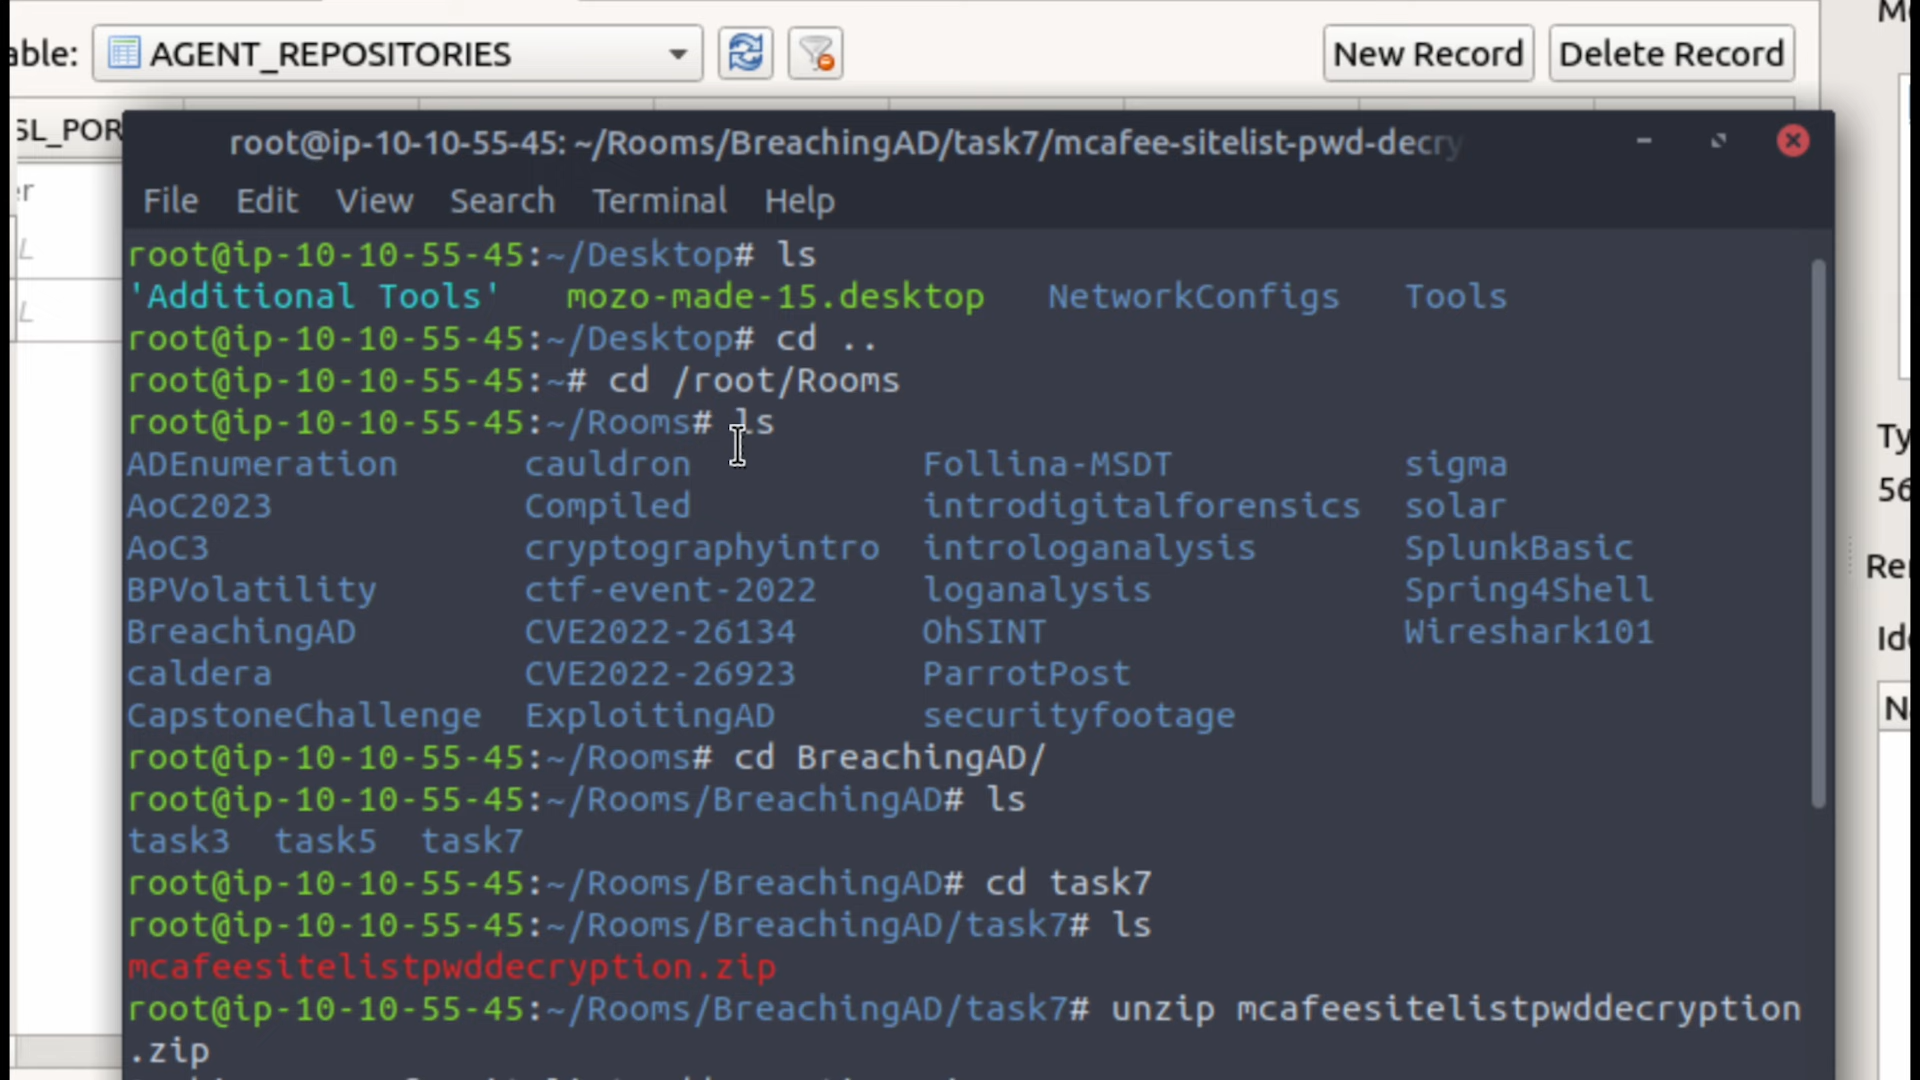 able: AGENT_REPOSITORIES New Record Delete Record
SL_POR
root@ip-10-10-55-45: ~/Rooms/BreachingAD/task7/mcafee-sitelist-pwd-decry
File Edit View Search Terminal Help
root@ip-10-10-55-45:~/Desktop# ls
'Additional Tools' mozo-made-15.desktop NetworkConfigs Tools
root@ip-10-10-55-45:~/Desktop# cd ..
root@ip-10-10-55-45:~# cd /root/Rooms
root@ip-10-10-55-45:~/Rooms# ls
ADEnumeration cauldron Follina-MSDT sigma
AoC2023 Compiled introdigitalforensics solar
AoC3 cryptographyintro introloganalysis SplunkBasic
BPVolatility ctf-event-2022 loganalysis Spring4Shell
BreachingAD CVE2022-26134 OhSINT Wireshark101
caldera CVE2022-26923 ParrotPost
CapstoneChallenge ExploitingAD securityfootage
root@ip-10-10-55-45:~/Rooms# cd BreachingAD/
root@ip-10-10-55-45:~/Rooms/BreachingAD# ls
task3 task5 task7
root@ip-10-10-55-45:~/Rooms/BreachingAD# cd task7
root@ip-10-10-55-45:~/Rooms/BreachingAD/task7# ls
mcafeesitelistpwddecryption.zip
root@ip-10-10-55-45:~/Rooms/BreachingAD/task7# unzip mcafeesitelistpwddecryption
.zip
Ty
56
Re
Id